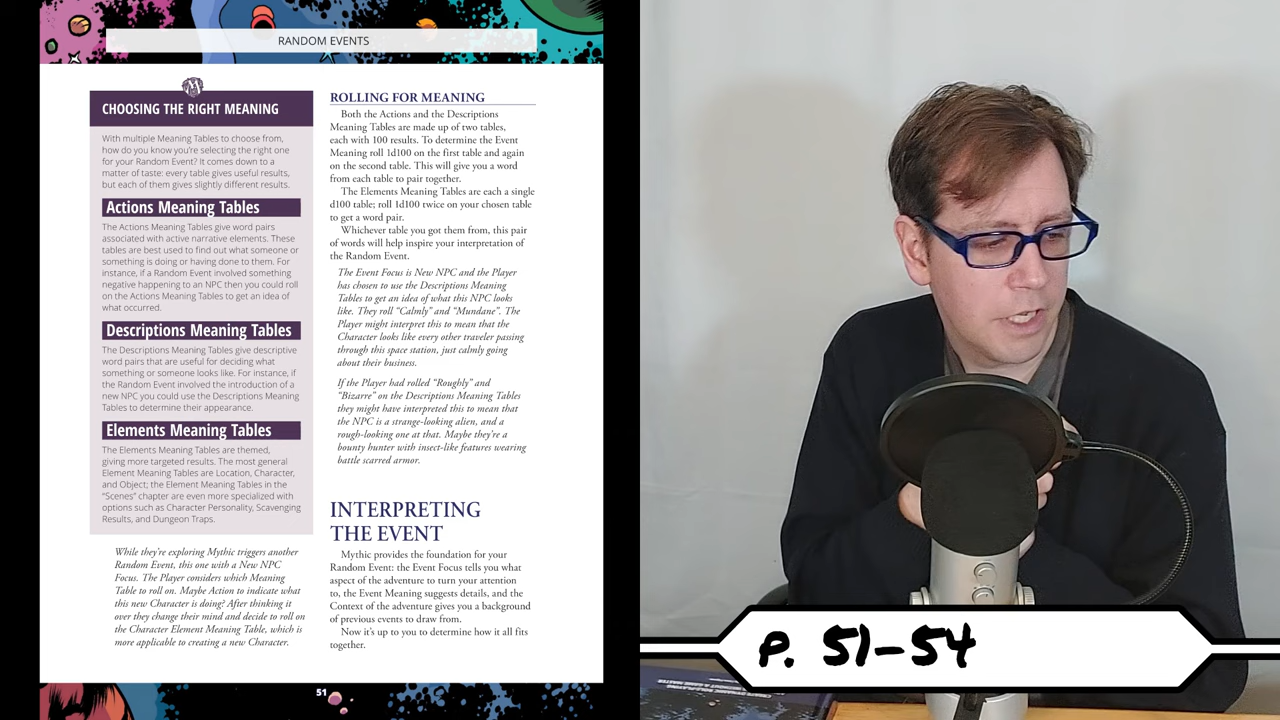 RANDOM EVENTS
CHOOSING THE RIGHT MEANING
With multiple Meaning Tables to choose from,
how do you know you're selecting the right one
for your Random Event? It comes down to a
matter of taste: every table gives useful results,
but each of them gives slightly different results.
Actions Meaning Tables
The Actions Meaning Tables give word pairs
associated with active narrative elements. These
tables are best used to find out what someone or
something is doing or having done to them. For
instance, if a Random Event involved something
negative happening to an NPC then you could roll
on the Actions Meaning Tables to get an idea of
what occurred.
Descriptions Meaning Tables
The Descriptions Meaning Tables give descriptive
word pairs that are useful for deciding what
something or someone looks like. For instance, if
the Random Event involved the introduction of a
new NPC you could use the Descriptions Meaning
Tables to determine their appearance.
Elements Meaning Tables
The Elements Meaning Tables are themed,
giving more targeted results. The most general
Element Meaning Tables are Location, Character,
and Object; the Element Meaning Tables in the
"Scenes" chapter are even more specialized with
options such as Character Personality, Scavenging
Results, and Dungeon Traps.
While they're exploring Mythic triggers another
Random Event, this one with a New NPC
Focus. The Player considers which Meaning
Table to roll on. Maybe Action to indicate what
this new Character is doing? After thinking it
over they change their mind and decide to roll on
the Character Element Meaning Table, which is
more applicable to creating a new Character.
ROLLING FOR MEANING
Both the Actions and the Descriptions
Meaning Tables are made up of two tables,
each with 100 results. To determine the Event
Meaning roll 1d100 on the first table and again
on the second table. This will give you a word
from each table to pair together.
The Elements Meaning Tables are each a single
d100 table; roll 1d100 twice on your chosen table
to get a word pair.
Whichever table you got them from, this pair
of words will help inspire your interpretation of
the Random Event.
The Event Focus is New NPC and the Player
has chosen to use the Descriptions Meaning
Tables to get an idea of what this NPC looks
like. They roll "Calmly" and "Mundane". The
Player might interpret this to mean that the
Character looks like every other traveler passing
through this space station, just calmly going
about their business.
If the Player had rolled "Roughly" and
"Bizarre" on the Descriptions Meaning Tables
they might have interpreted this to mean that
the NPC is a strange-looking alien, and a
rough-looking one at that. Maybe they're a
bounty hunter with insect-like features wearing
battle scarred armor.
INTERPRETING
THE EVENT
Mythic provides the foundation for your
Random Event: the Event Focus tells you what
aspect of the adventure to turn your attention
to, the Event Meaning suggests details, and the
Context of the adventure gives you a background
of previous events to draw from.
Now it's up to you to determine how it all fits
together.
51
P. 51-54